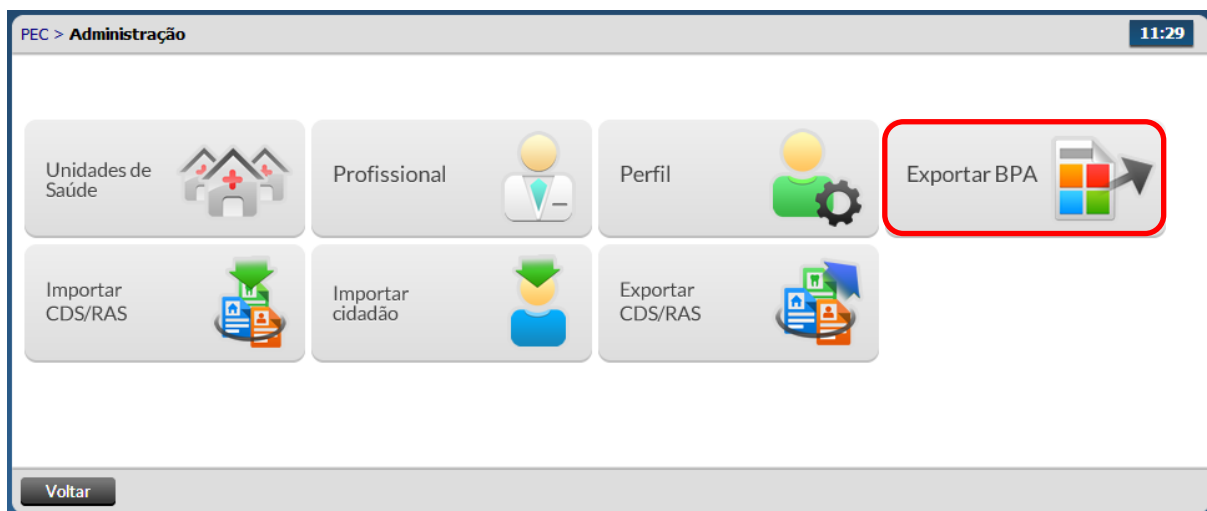 PEC > Administração
11:29
Unidades de
Saúde
Profissional
Perfil
Exportar BPA
Importar
CDS/RAS
Importar
cidadão
Exportar
CDS/RAS
Voltar